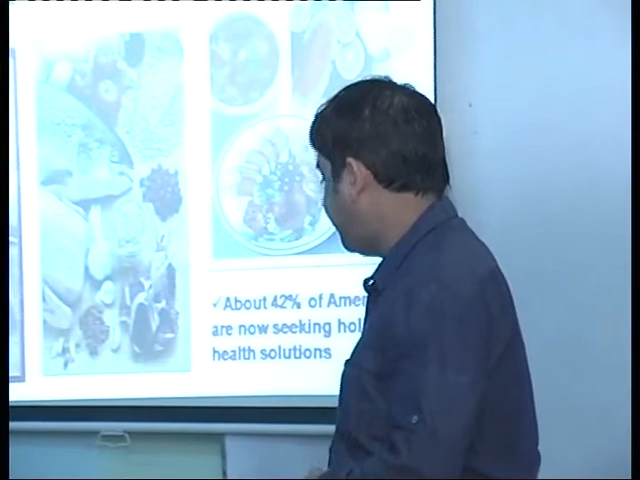 ✓About 42% of Amer
are now seeking hol
health solutions